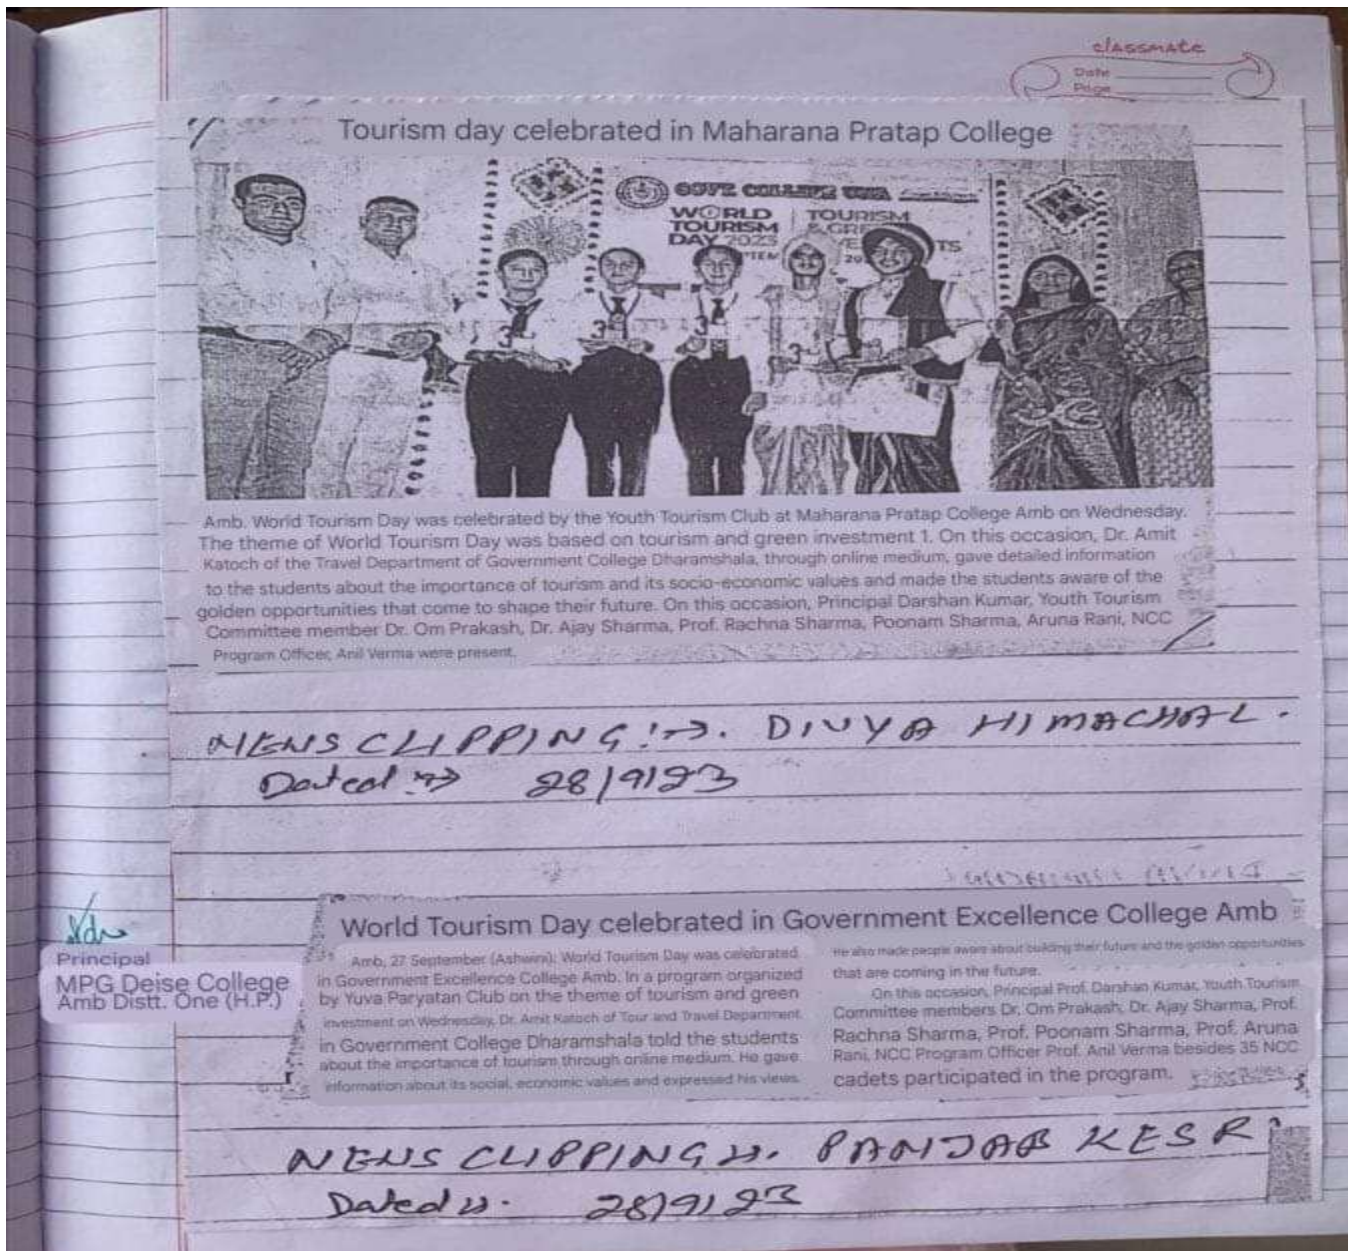 classmate
Date
Page
Tourism day celebrated in Maharana Pratap College
GOVT COLLEGE UNA
WORLD TOURISM
TOURISM & GRE
DAY 2023
TS
Amb. World Tourism Day was celebrated by the Youth Tourism Club at Maharana Pratap College Amb on Wednesday.
The theme of World Tourism Day was based on tourism and green investment 1. On this occasion, Dr. Amit
Katoch of the Travel Department of Government College Dharamshala, through online medium, gave detailed information
to the students about the importance of tourism and its socio-economic values and made the students aware of the
golden opportunities that come to shape their future. On this occasion, Principal Darshan Kumar, Youth Tourism
Committee member Dr. Om Prakash, Dr. Ajay Sharma, Prof. Rachna Sharma, Poonam Sharma, Aruna Rani, NCC
Program Officer, Anil Verma were present.
NEWS CLIPPING :→. DIVYA HIMACHAL.
Dated :→ 28/9/23
World Tourism Day celebrated in Government Excellence College Amb
Amb, 27 September (Ashwini): World Tourism Day was celebrated
in Government Excellence College Amb. In a program organized
by Yuva Paryatan Club on the theme of tourism and green
investment on Wednesday, Dr. Amit Katoch of Tour and Travel Department
in Government College Dharamshala told the students
about the importance of tourism through online medium. He gave
information about its social, economic values and expressed his views.
He also made people aware about building their future and the golden opportunities
that are coming in the future.
On this occasion, Principal Prof. Darshan Kumar, Youth Tourism
Committee members Dr. Om Prakash, Dr. Ajay Sharma, Prof.
Rachna Sharma, Prof. Poonam Sharma, Prof. Aruna
Rani, NCC Program Officer Prof. Anil Verma besides 35 NCC
cadets participated in the program.
Principal
MPG Deise College
Amb Distt. One (H.P.)
NEWS CLIPPING →. PANJAB KESRI
Dated →. 28/9/23